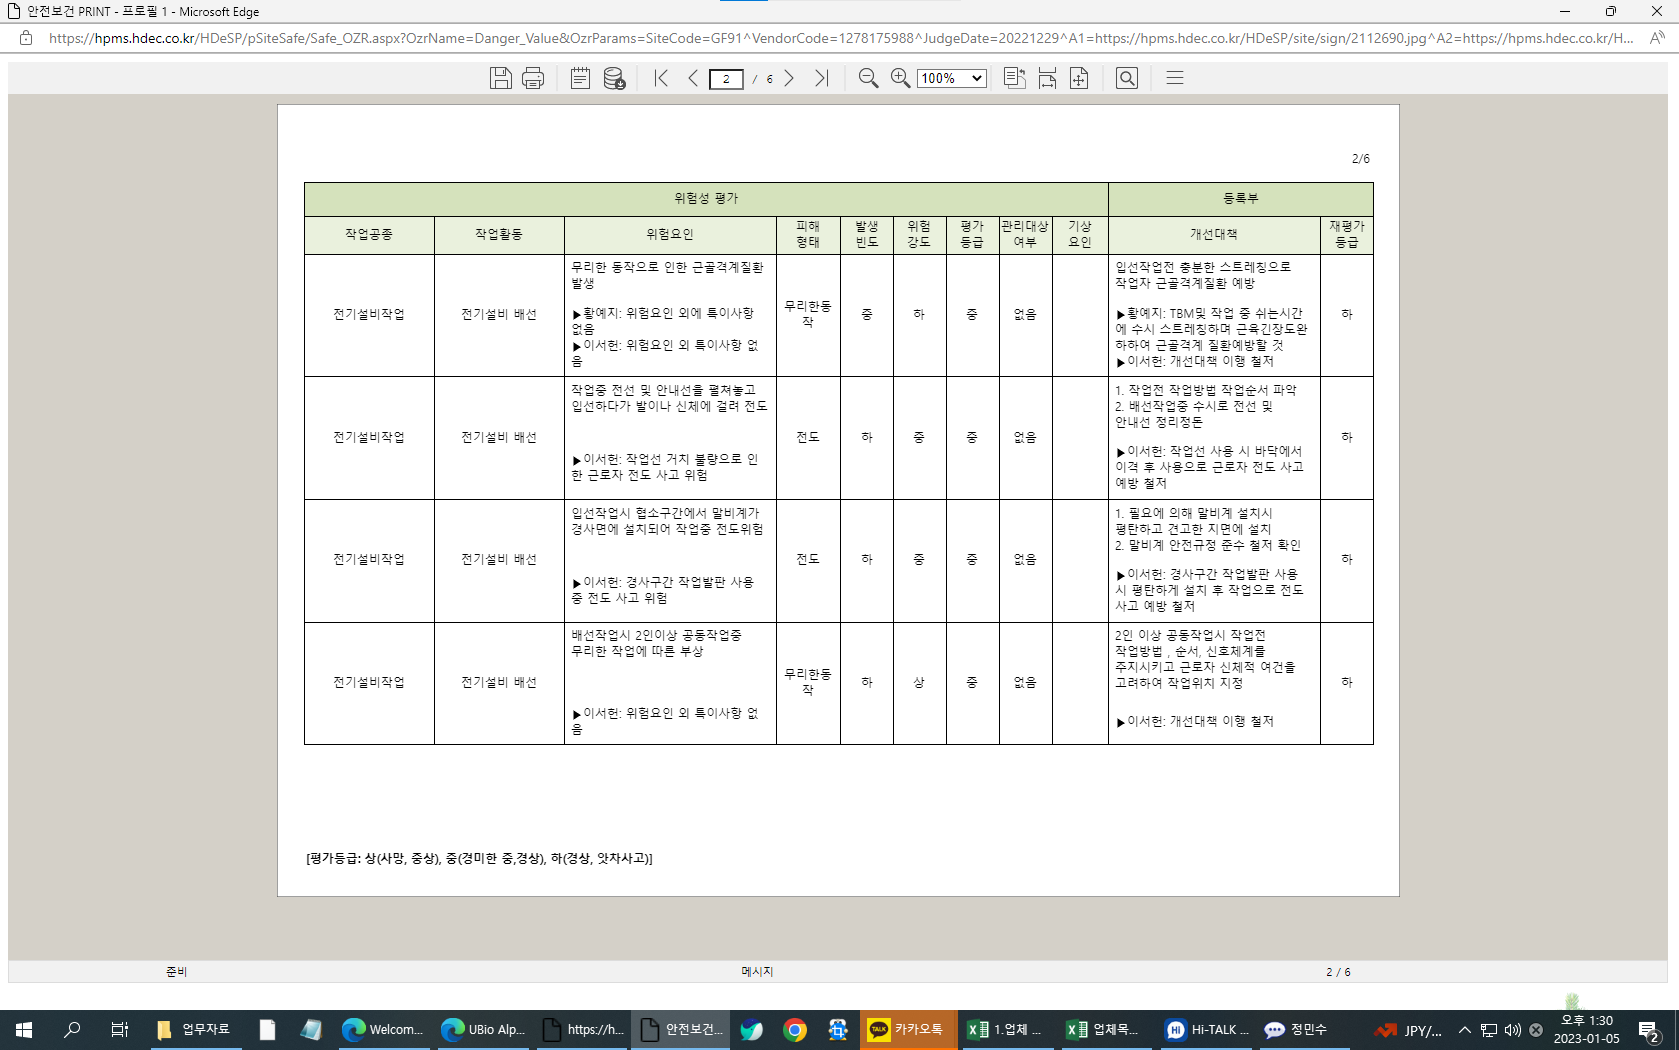 안전보건 PRINT - 프로필 1 - Microsoft Edge
https://hpms.hdec.co.kr/HDeSP/pSiteSafe/Safe_OZR.aspx?OzrName=Danger_Value&OzrParams=SiteCode=GF91^VendorCode=1278175988^JudgeDate=20221229^A1=https://hpms.hdec.co.kr/HDeSP/site/sign/2112690.jpg^A2=https://hpms.hdec.co.kr/H...
2 / 6 100%
2/6
위험성 평가 등록부
작업공종 작업활동 위험요인 피해 형태 발생 빈도 위험 강도 평가 등급 관리대상 여부 기상 요인 개선대책 재평가 등급
무리한 동작으로 인한 근골격계질환
발생
▶황예지: 위험요인 외에 특이사항
없음
▶이서헌: 위험요인 외 특이사항 없
음
전기설비작업 전기설비 배선 무리한동작 중 하 중 없음
입선작업전 충분한 스트레칭으로
작업자 근골격계질환 예방
▶황예지: TBM및 작업 중 쉬는시간
에 수시 스트레칭하며 근육긴장도완
하하여 근골격계 질환예방할 것
▶이서헌: 개선대책 이행 철저
하
작업중 전선 및 안내선을 펼쳐놓고
입선하다가 발이나 신체에 걸려 전도
▶이서헌: 작업선 거치 불량으로 인
한 근로자 전도 사고 위험
전기설비작업 전기설비 배선 전도 하 중 중 없음
1. 작업전 작업방법 작업순서 파악
2. 배선작업중 수시로 전선 및
안내선 정리정돈
▶이서헌: 작업선 사용 시 바닥에서
이격 후 사용으로 근로자 전도 사고
예방 철저
하
입선작업시 협소구간에서 말비계가
경사면에 설치되어 작업중 전도위험
▶이서헌: 경사구간 작업발판 사용
중 전도 사고 위험
전기설비작업 전기설비 배선 전도 하 중 중 없음
1. 필요에 의해 말비계 설치시
평탄하고 견고한 지면에 설치
2. 말비계 안전규정 준수 철저 확인
▶이서헌: 경사구간 작업발판 사용
시 평탄하게 설치 후 작업으로 전도
사고 예방 철저
하
배선작업시 2인이상 공동작업중
무리한 작업에 따른 부상
▶이서헌: 위험요인 외 특이사항 없
음
전기설비작업 전기설비 배선 무리한동작 하 상 중 없음
2인 이상 공동작업시 작업전
작업방법 , 순서, 신호체계를
주지시키고 근로자 신체적 여건을
고려하여 작업위치 지정
▶이서헌: 개선대책 이행 철저
하
[평가등급: 상(사망, 중상), 중(경미한 중,경상), 하(경상, 앗차사고)]
준비 메시지 2 / 6
업무자료 Welcom... UBio Alp... https://h... 안전보건... TALK 카카오톡 1.업체 ... 업체목... Hi-TALK ... 정민수 JPY/... 오후 1:30
2023-01-05 2